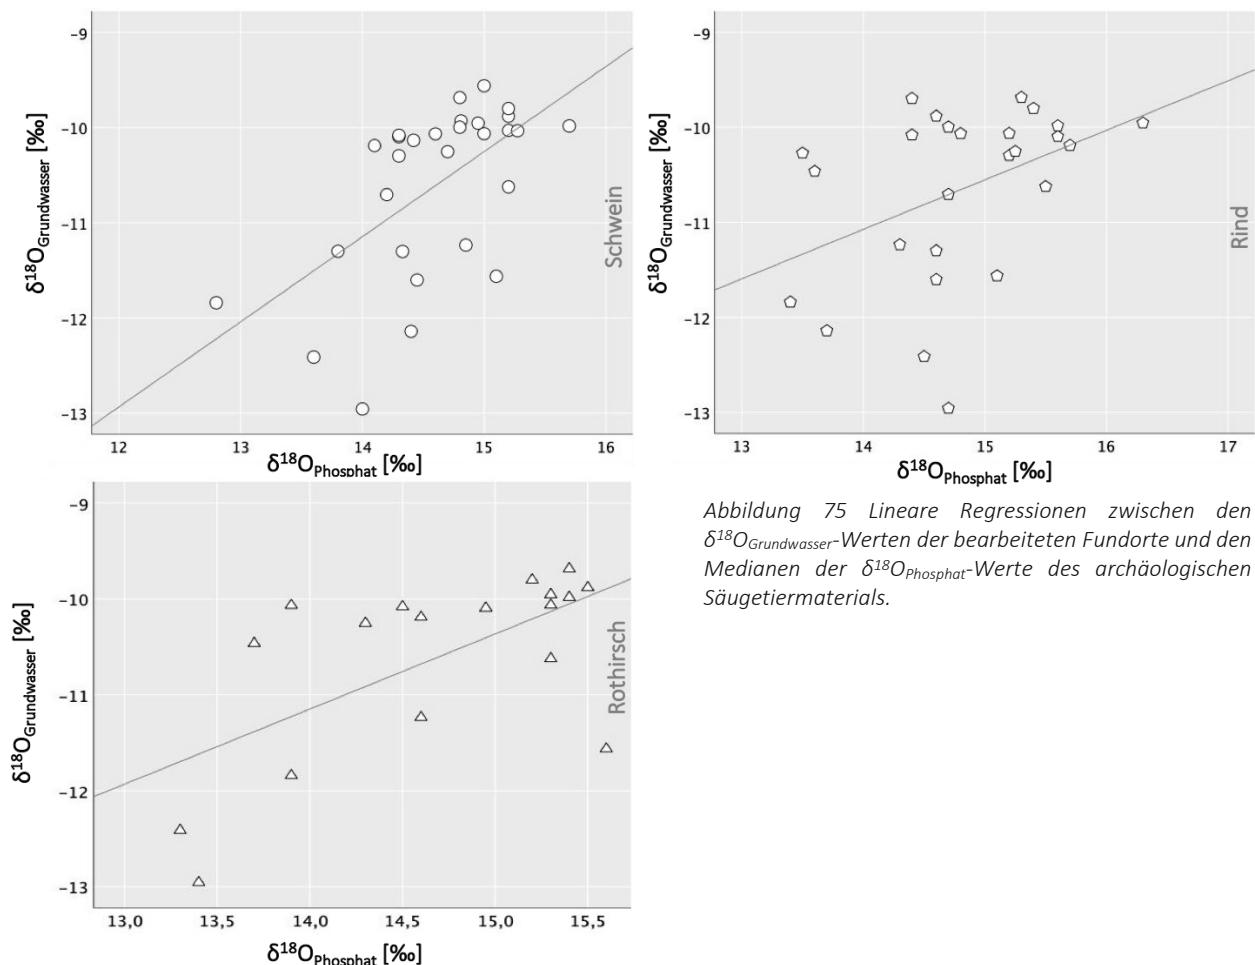 −9
−10
−11
−12
−13
δ18OGrundwasser [‰]
12 13 14 15 16
δ18OPhosphat [‰]
Schwein
−9
−10
−11
−12
−13
δ18OGrundwasser [‰]
13 14 15 16 17
δ18OPhosphat [‰]
Rind
−9
−10
−11
−12
−13
δ18OGrundwasser [‰]
13,0 13,5 14,0 14,5 15,0 15,5
δ18OPhosphat [‰]
Rothirsch
Abbildung 75 Lineare Regressionen zwischen den
δ18OGrundwasser-Werten der bearbeiteten Fundorte und den
Medianen der δ18OPhosphat-Werte des archäologischen
Säugetiermaterials.